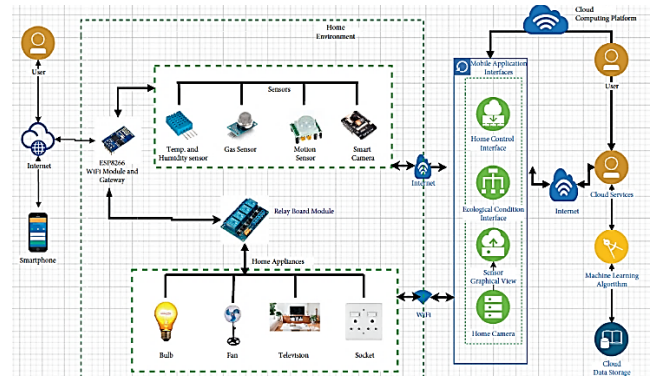 Home
Environment
Cloud
Computing Platform
User
Sensors
Temp. and
Humidity sensor
Gas Sensor
Motion
Sensor
Smart
Camera
Mobile Application
Interfaces
User
Internet
ESP8266
WiFi Module and
Gateway
Home Control
Interface
Internet
Internet
Cloud Services
Smartphone
Relay Board Module
Ecological Condition
Interface
Home Appliances
Sensor
Graphical View
Machine Learning
Algorithm
WiFi
Home Camera
Bulb
Fan
Television
Socket
Cloud
Data Storage